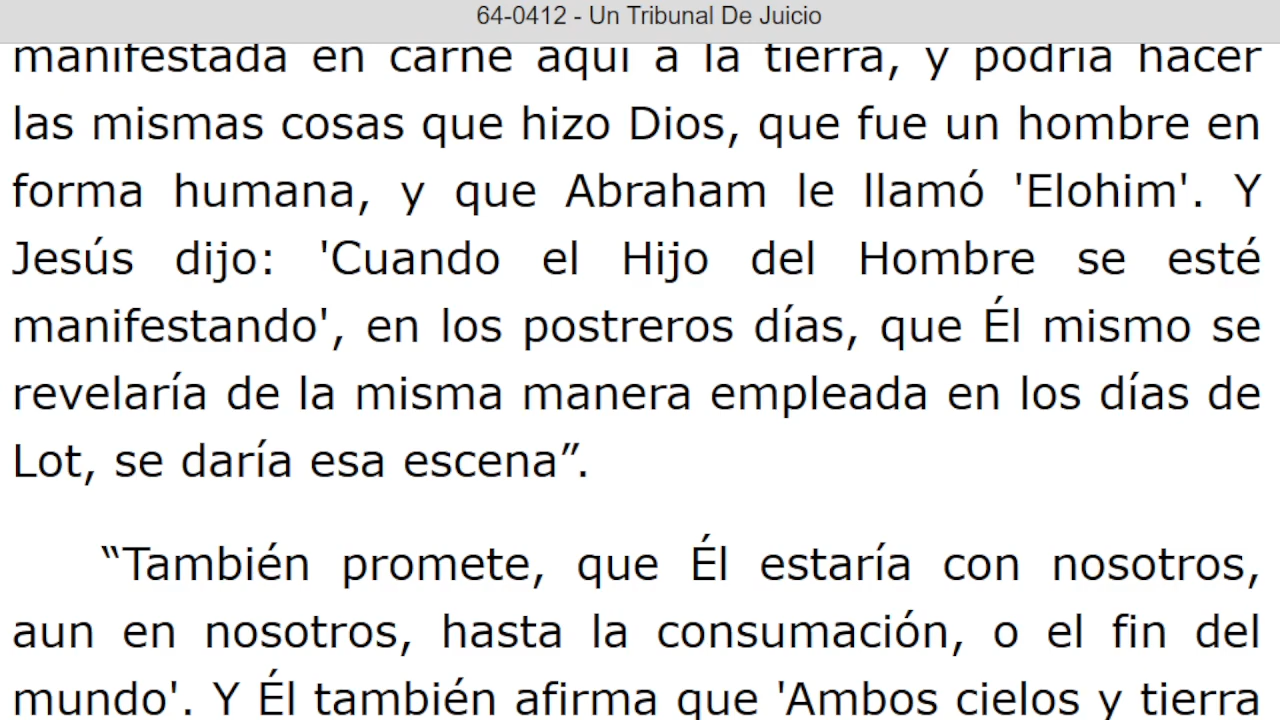 64-0412 - Un Tribunal De Juicio
manifestada en carne aquí a la tierra, y podría hacer
las mismas cosas que hizo Dios, que fue un hombre en
forma humana, y que Abraham le llamó 'Elohim'. Y
Jesús dijo: 'Cuando el Hijo del Hombre se esté
manifestando', en los postreros días, que Él mismo se
revelaría de la misma manera empleada en los días de
Lot, se daría esa escena”.
“También promete, que Él estaría con nosotros,
aun en nosotros, hasta la consumación, o el fin del
mundo'. Y Él también afirma que 'Ambos cielos y tierra